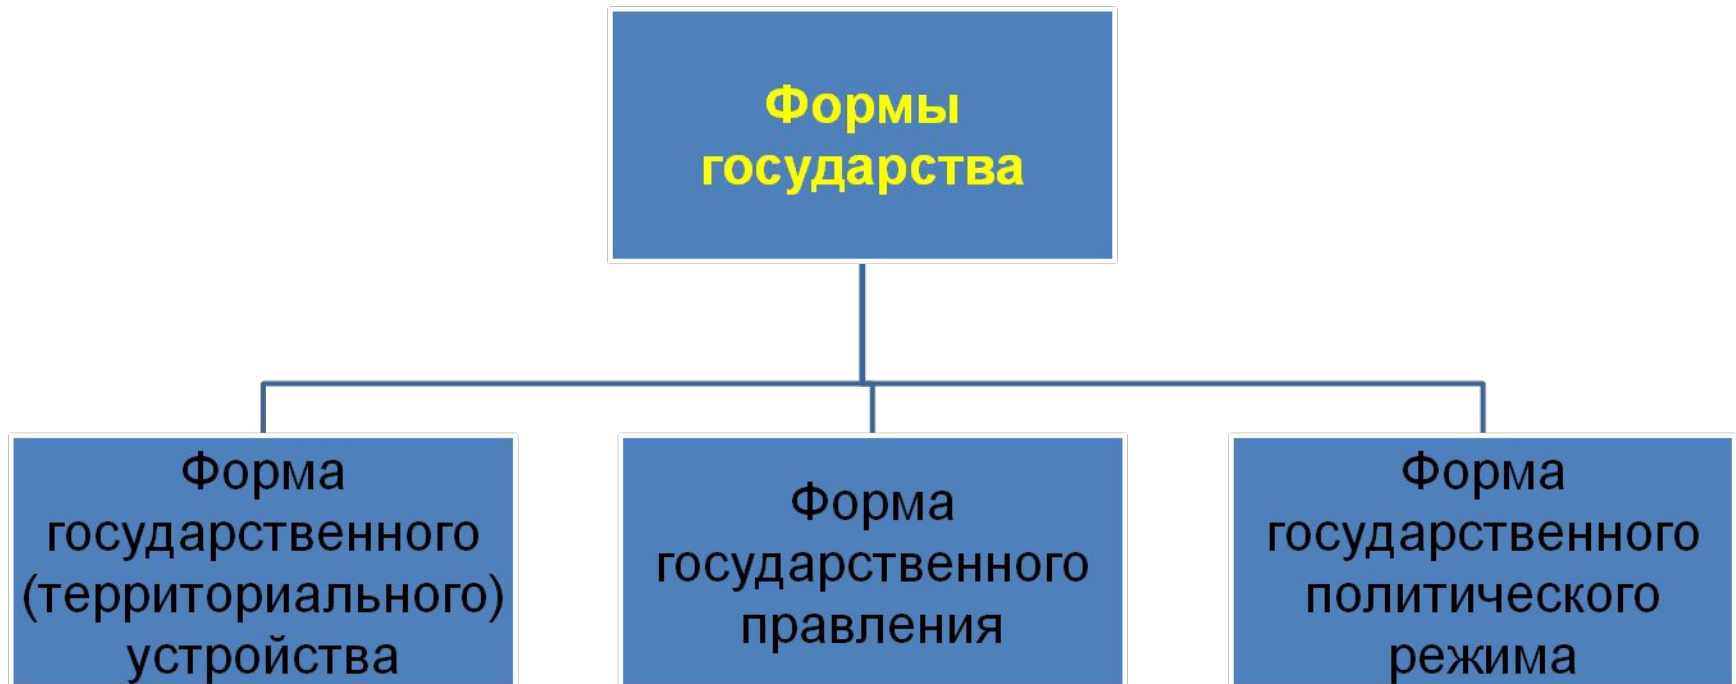 Формы
государства
Форма
государственного
(территориального)
устройства
Форма
государственного
правления
Форма
государственного
политического
режима